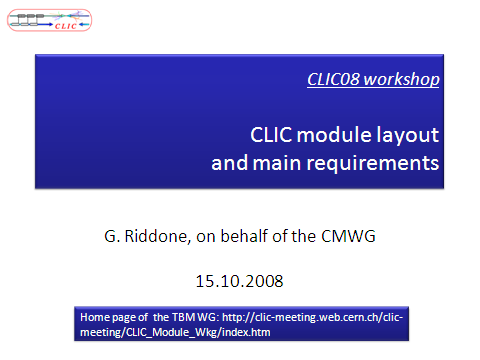 CLIC
CLIC08 workshop
CLIC module layout
and main requirements
G. Riddone, on behalf of the CMWG
15.10.2008
Home page of the TBM WG: http://clic-meeting.web.cern.ch/clic-
meeting/CLIC_Module_Wkg/index.htm